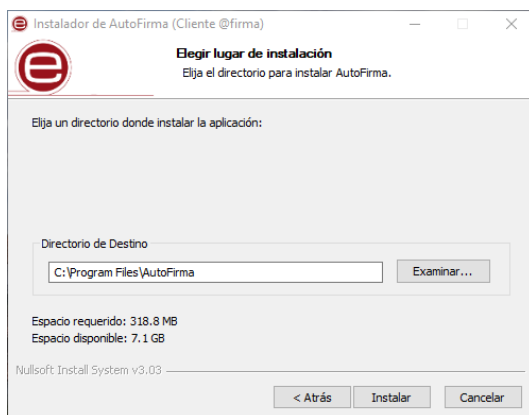 Instalador de AutoFirma (Cliente @firma)
Elegir lugar de instalación
Elija el directorio para instalar AutoFirma.
Elija un directorio donde instalar la aplicación:
Directorio de Destino
C:\Program Files\AutoFirma
Examinar...
Espacio requerido: 318.8 MB
Espacio disponible: 7.1 GB
Nullsoft Install System v3.03
< Atrás
Instalar
Cancelar